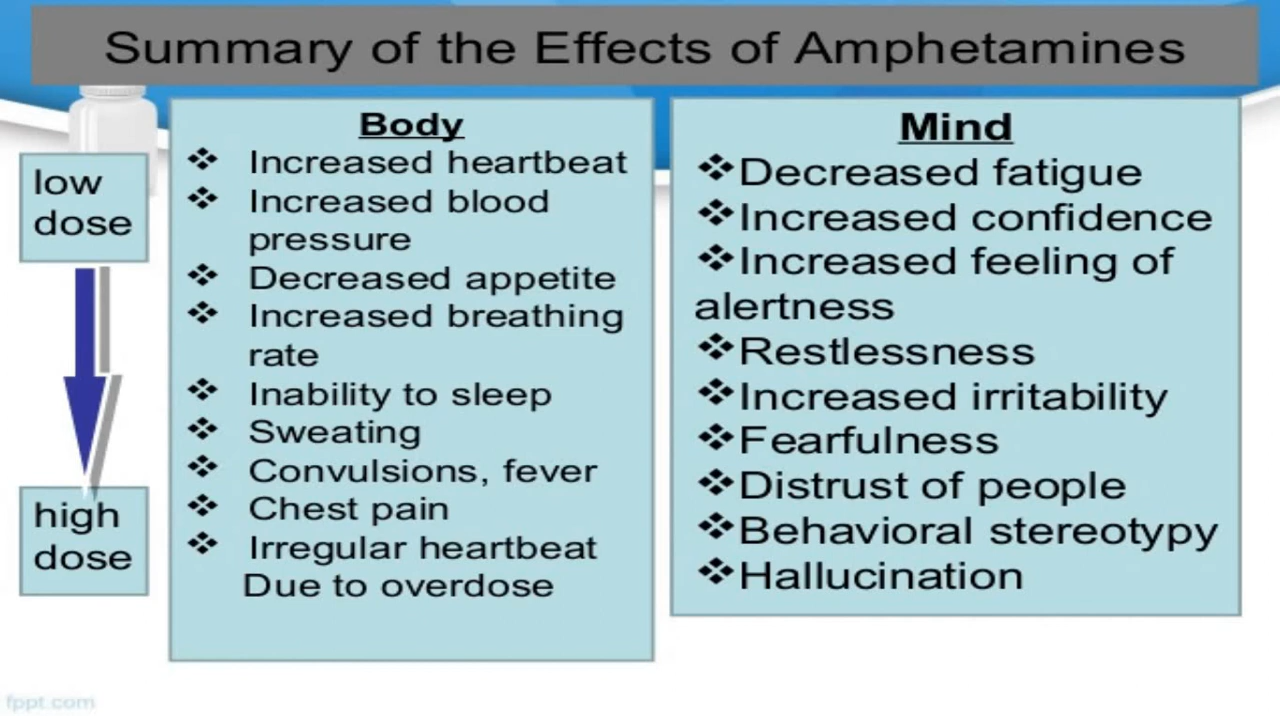 Summary of the Effects of Amphetamines
low
dose
high
dose
Body
❖ Increased heartbeat
❖ Increased blood
pressure
❖ Decreased appetite
❖ Increased breathing
rate
❖ Inability to sleep
❖ Sweating
❖ Convulsions, fever
❖ Chest pain
❖ Irregular heartbeat
Due to overdose
Mind
❖Decreased fatigue
❖Increased confidence
❖Increased feeling of
alertness
❖Restlessness
❖Increased irritability
❖Fearfulness
❖Distrust of people
❖Behavioral stereotypy
❖Hallucination
fppt.com